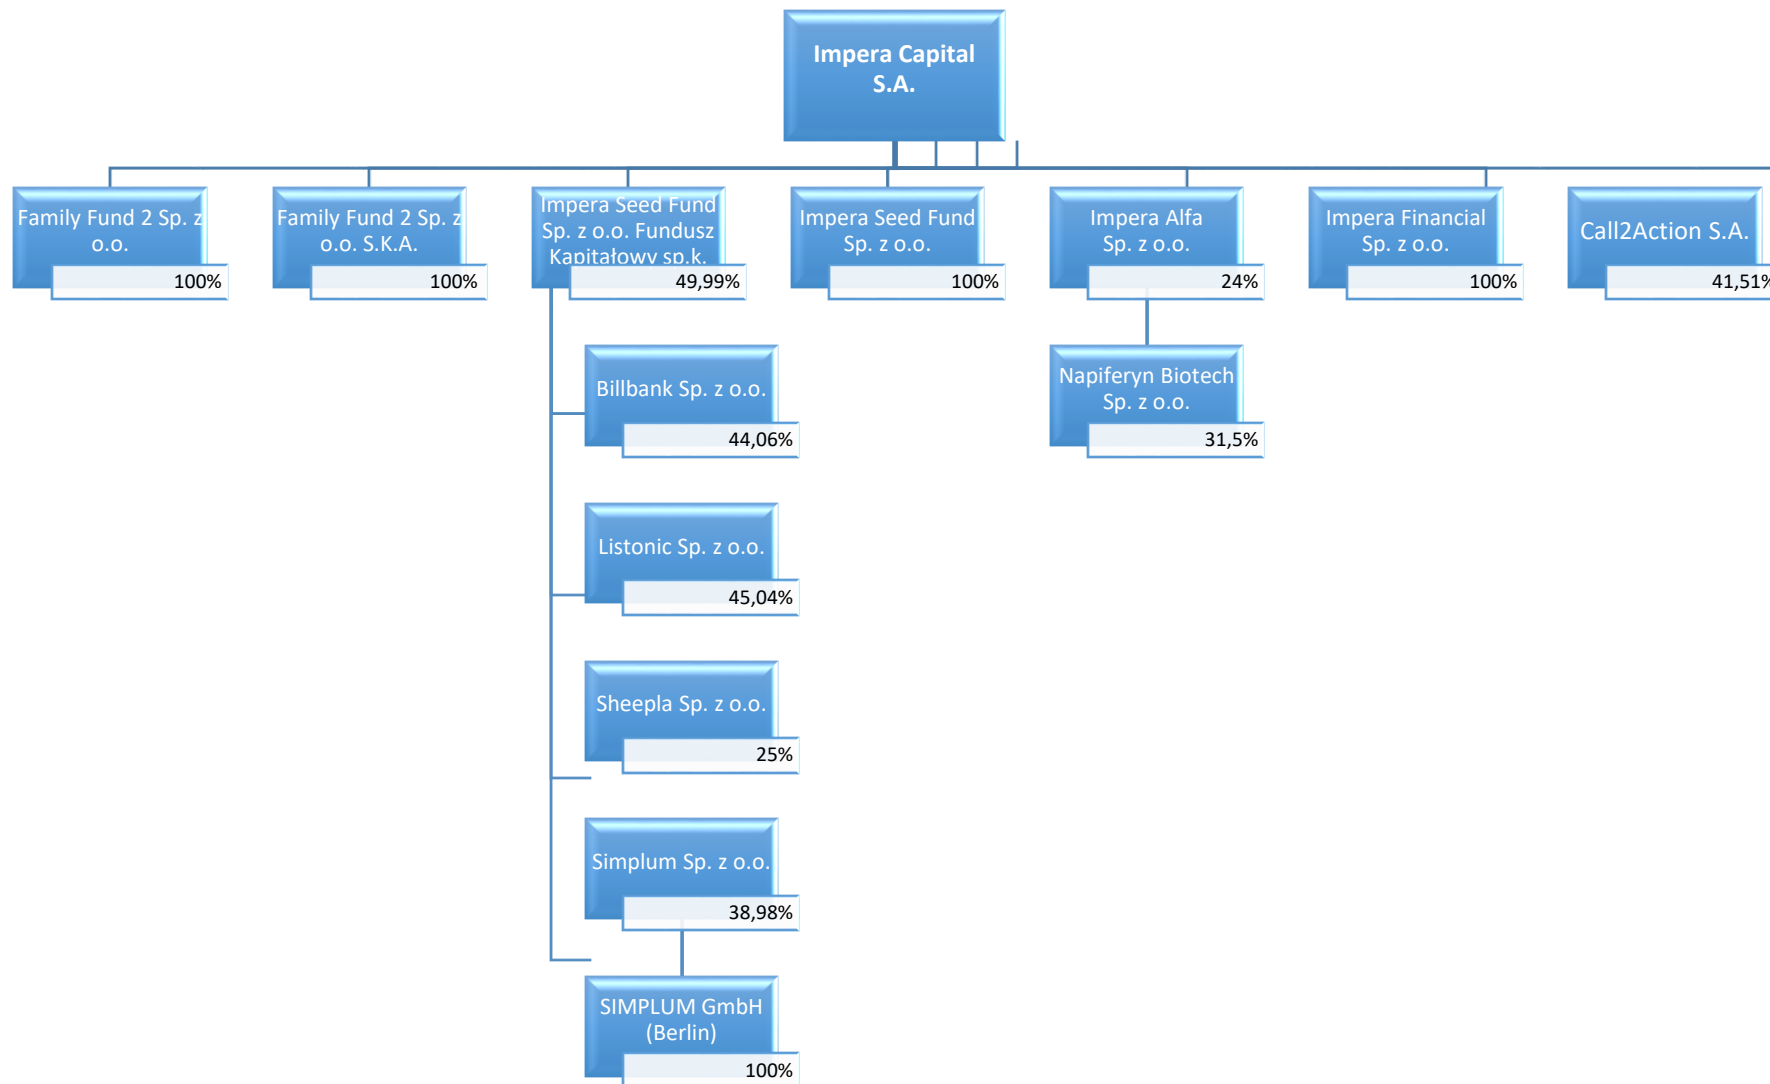 Impera Capital
S.A.
Family Fund 2 Sp. z
o.o.
100%
Family Fund 2 Sp. z
o.o. S.K.A.
100%
Impera Seed Fund
Sp. z o.o. Fundusz
Kapitałowy sp.k.
49,99%
Impera Seed Fund
Sp. z o.o.
100%
Impera Alfa
Sp. z o.o.
24%
Impera Financial
Sp. z o.o.
100%
Call2Action S.A.
41,51%
Billbank Sp. z o.o.
44,06%
Napiferyn Biotech
Sp. z o.o.
31,5%
Listonic Sp. z o.o.
45,04%
Sheepla Sp. z o.o.
25%
Simplum Sp. z o.o.
38,98%
SIMPLUM GmbH
(Berlin)
100%